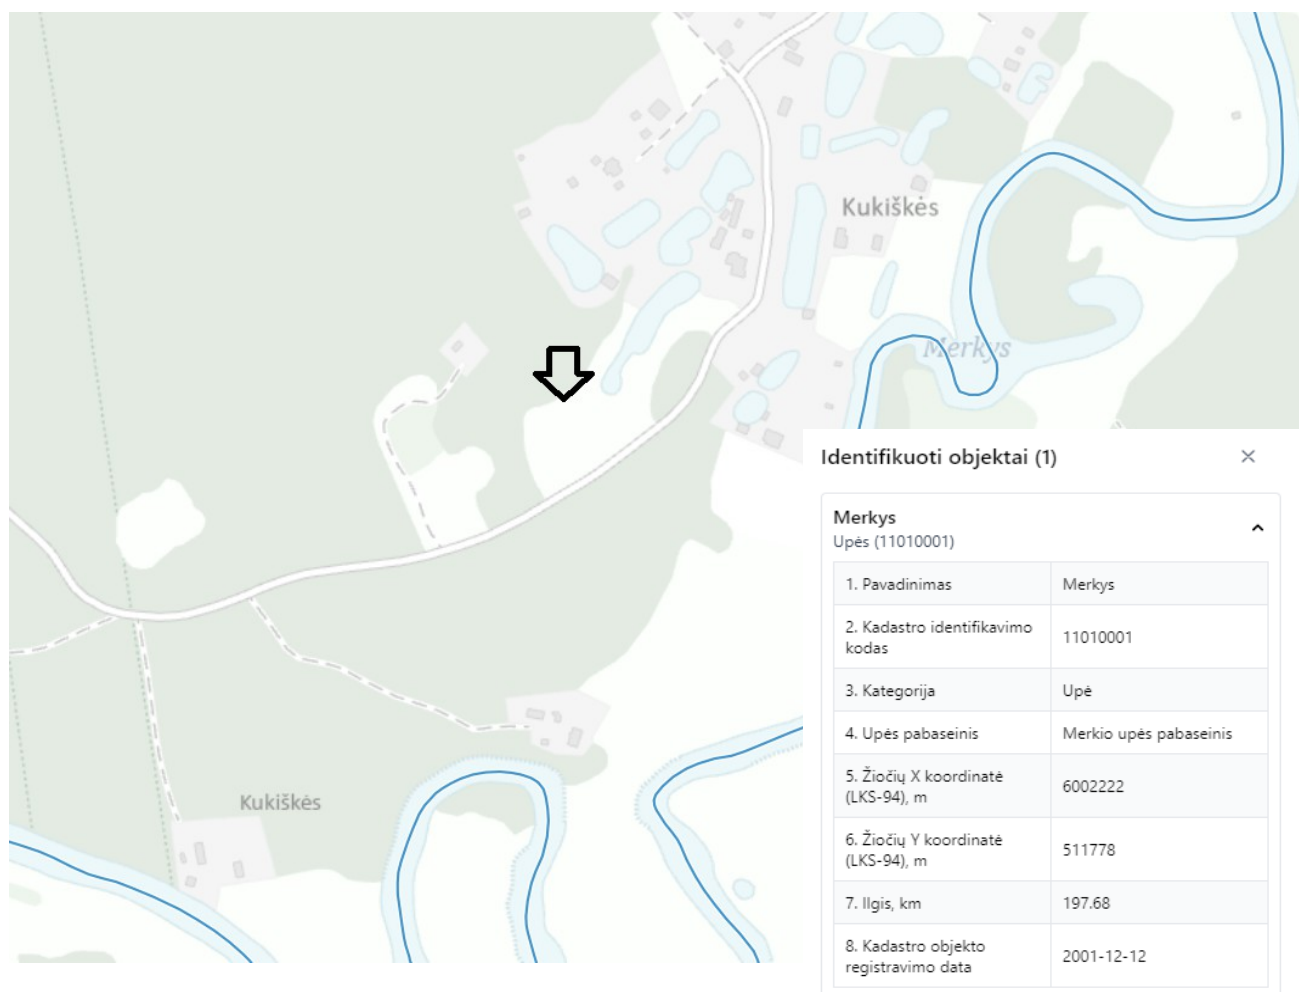 Kukiškės
Merkys
Kukiškės
Identifikuoti objektai (1)
Merkys
Upės (11010001)
1. Pavadinimas Merkys
2. Kadastro identifikavimo
kodas
11010001
3. Kategorija Upė
4. Upės pabaseinis Merkio upės pabaseinis
5. Žiočių X koordinatė
(LKS-94), m
6002222
6. Žiočių Y koordinatė
(LKS-94), m
511778
7. Ilgis, km 197.68
8. Kadastro objekto
registravimo data
2001-12-12